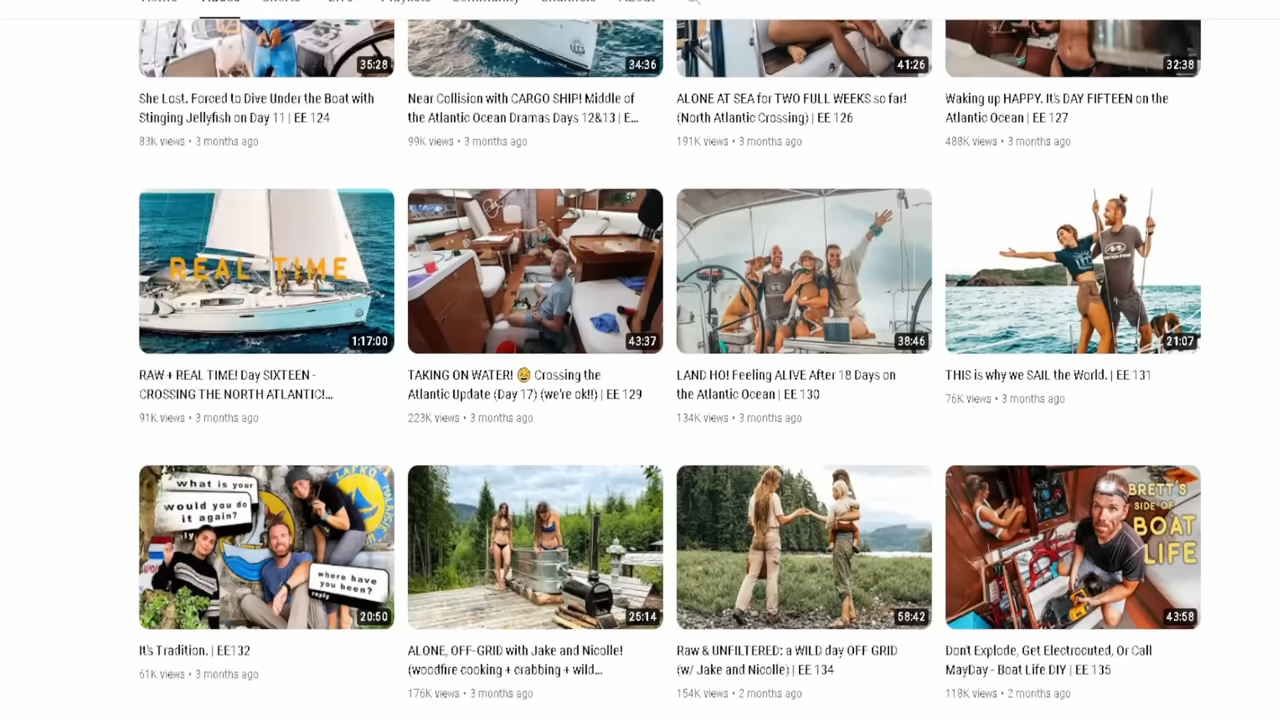 Home Videos Shorts Live Playlists Community Channels About
35:28
34:36
41:26
32:38
She Lost. Forced to Dive Under the Boat with
Stinging Jellyfish on Day 11 | EE 124
83K views • 3 months ago
Near Collision with CARGO SHIP! Middle of
the Atlantic Ocean Dramas Days 12&13 | E...
99K views • 3 months ago
ALONE AT SEA for TWO FULL WEEKS so far!
(North Atlantic Crossing) | EE 126
191K views • 3 months ago
Waking up HAPPY. It's DAY FIFTEEN on the
Atlantic Ocean | EE 127
488K views • 3 months ago
REAL TIME
1:17:00
43:37
38:46
21:07
RAW + REAL TIME! Day SIXTEEN -
CROSSING THE NORTH ATLANTIC!...
91K views • 3 months ago
TAKING ON WATER! 😩 Crossing the
Atlantic Update (Day 17) (we're ok!!) | EE 129
223K views • 3 months ago
LAND HO! Feeling ALIVE After 18 Days on
the Atlantic Ocean | EE 130
134K views • 3 months ago
THIS is why we SAIL the World. | EE 131
76K views • 3 months ago
what is your
would you do
it again?
where have
you been?
reply
20:50
25:14
58:42
BRETT'S
SIDE OF
BOAT
LIFE
43:58
It's Tradition. | EE132
61K views • 3 months ago
ALONE, OFF-GRID with Jake and Nicolle!
(woodfire cooking + crabbing + wild...
176K views • 3 months ago
Raw & UNFILTERED: a WILD day OFF GRID
(w/ Jake and Nicolle) | EE 134
154K views • 2 months ago
Don't Explode, Get Electrocuted, Or Call
MayDay - Boat Life DIY | EE 135
118K views • 2 months ago